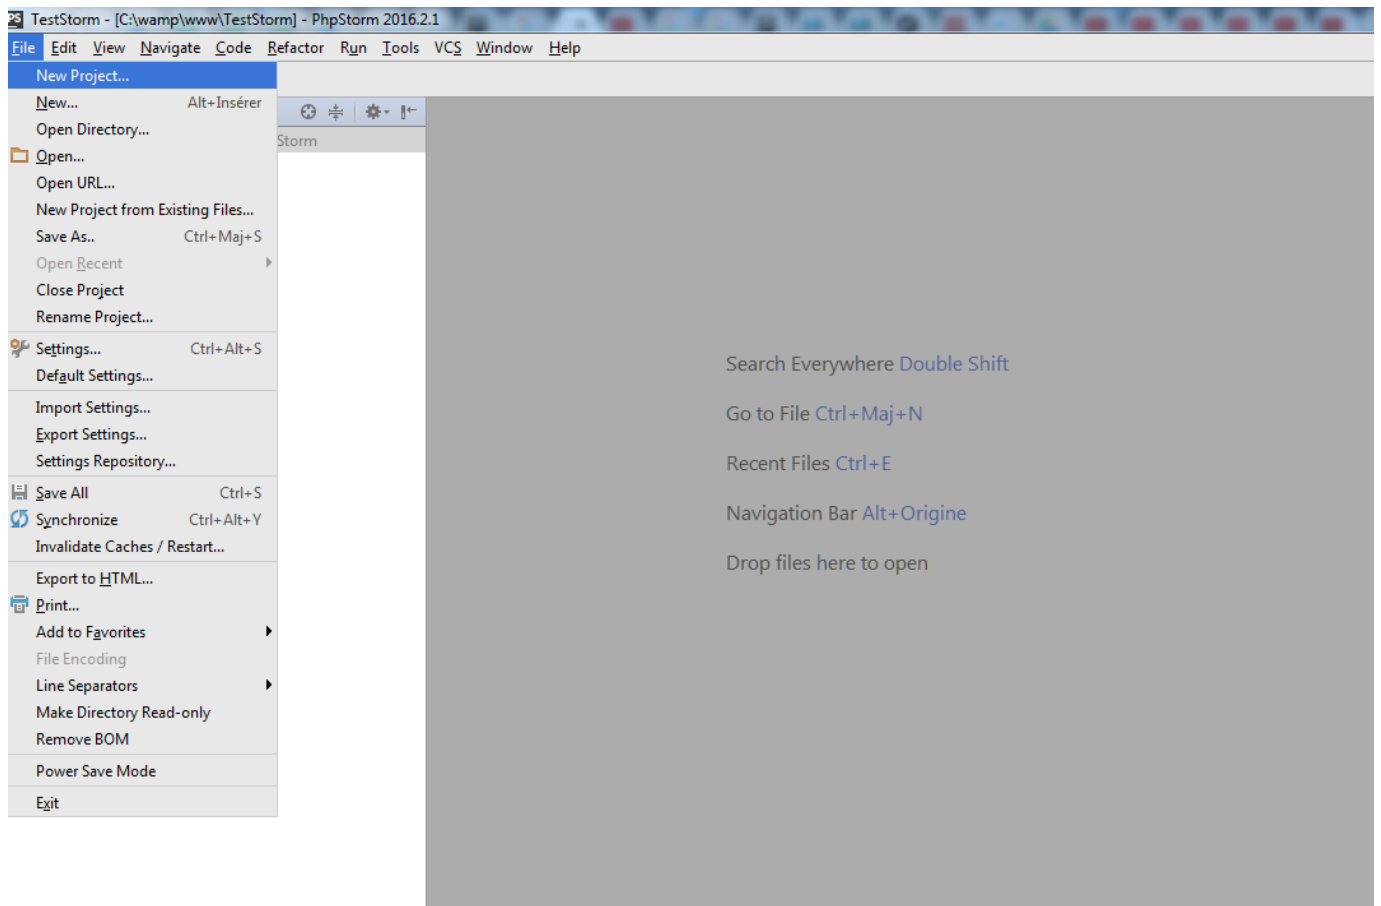 PS TestStorm - [C:\wamp\www\TestStorm] - PhpStorm 2016.2.1
File Edit View Navigate Code Refactor Run Tools VCS Window Help
New Project...
New... Alt+Insérer
Open Directory...
Storm
Open...
Open URL...
New Project from Existing Files...
Save As.. Ctrl+Maj+S
Open Recent
Close Project
Rename Project...
Settings... Ctrl+Alt+S
Default Settings...
Import Settings...
Export Settings...
Settings Repository...
Save All Ctrl+S
Synchronize Ctrl+Alt+Y
Invalidate Caches / Restart...
Export to HTML...
Print...
Add to Favorites
File Encoding
Line Separators
Make Directory Read-only
Remove BOM
Power Save Mode
Exit
Search Everywhere Double Shift
Go to File Ctrl+Maj+N
Recent Files Ctrl+E
Navigation Bar Alt+Origine
Drop files here to open